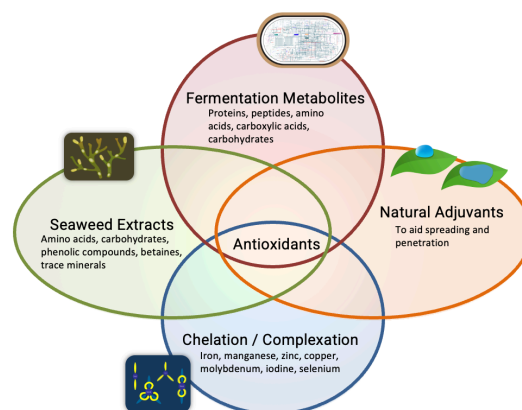 Fermentation Metabolites
Proteins, peptides, amino
acids, carboxylic acids,
carbohydrates
Seaweed Extracts
Amino acids, carbohydrates,
phenolic compounds, betaines,
trace minerals
Antioxidants
Natural Adjuvants
To aid spreading and
penetration
Chelation / Complexation
Iron, manganese, zinc, copper,
molybdenum, iodine, selenium